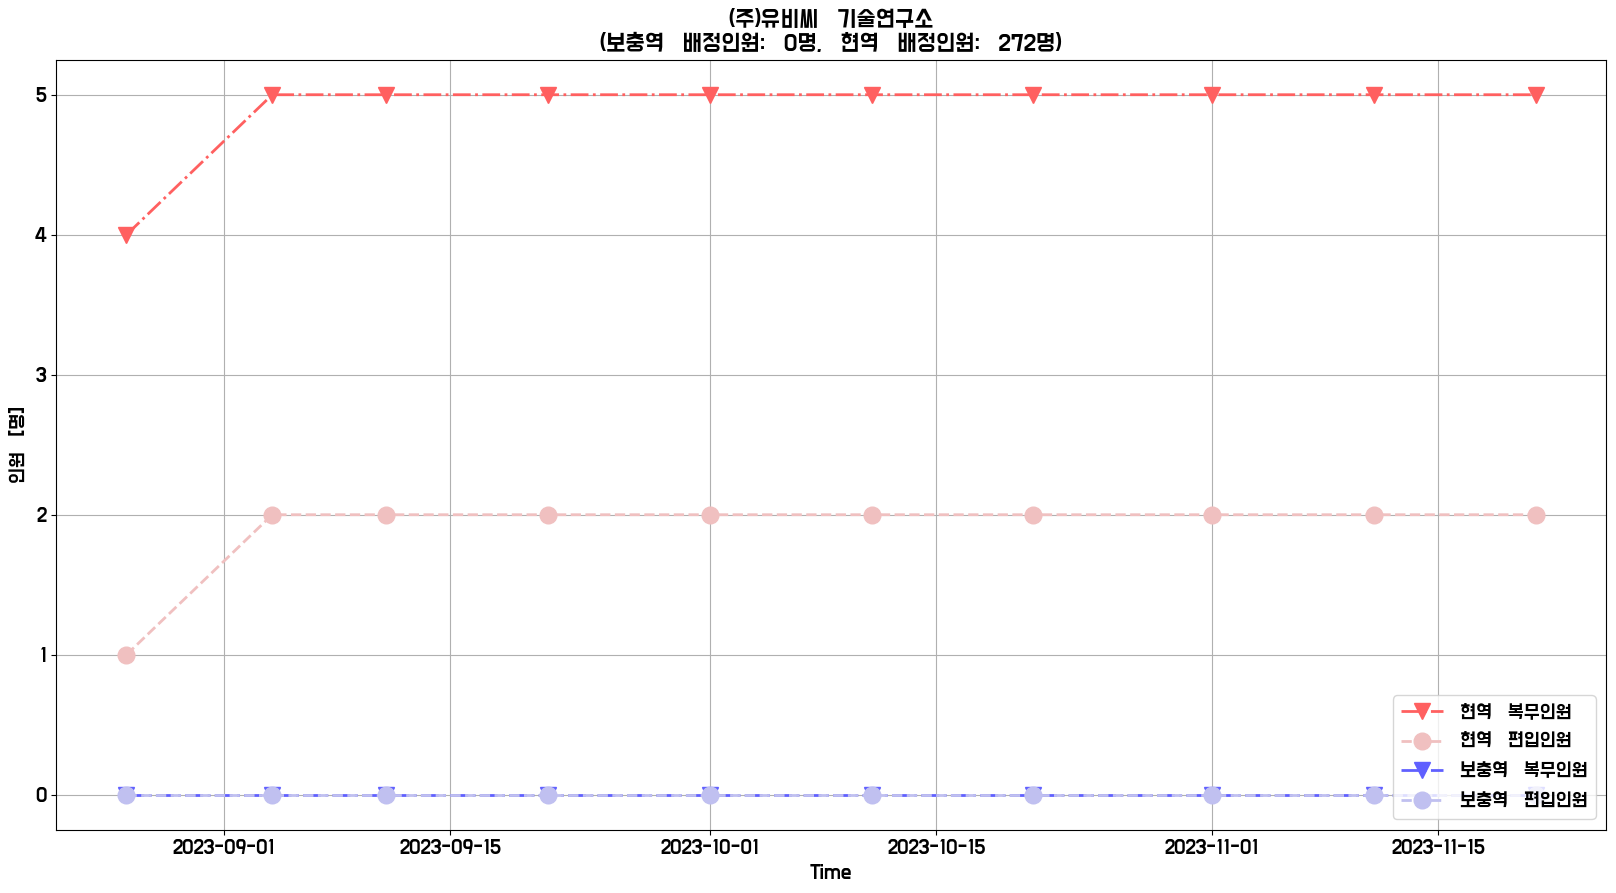 (주)유비씨 기술연구소
(보충역 배정인원: 0명, 현역 배정인원: 272명)
5
4
3
2
1
0
인원 [명]
현역 복무인원
현역 편입인원
보충역 복무인원
보충역 편입인원
2023-09-01 2023-09-15 2023-10-01 2023-10-15 2023-11-01 2023-11-15
Time